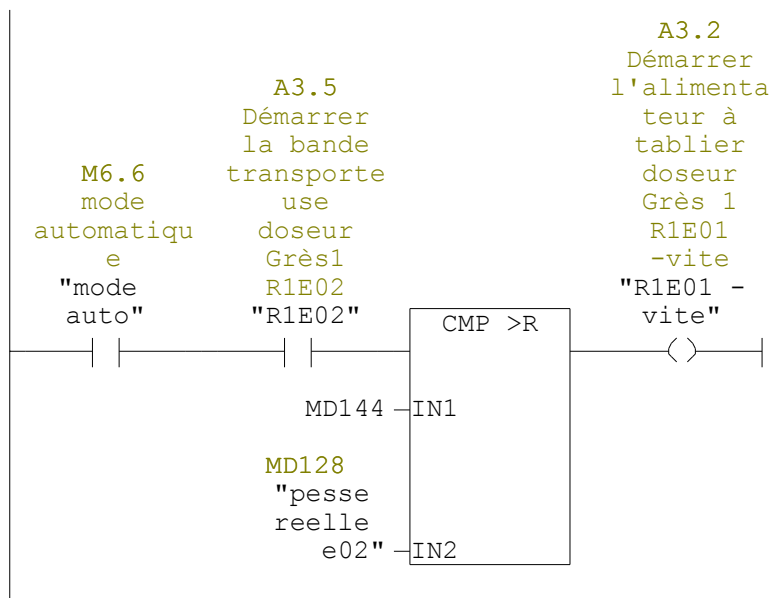 M6.6
mode
automatiqu
e
"mode
auto"
A3.5
Démarrer
la bande
transporte
use
doseur
Grès1
R1E02
"R1E02"
A3.2
Démarrer
l'alimenta
teur à
tablier
doseur
Grès 1
R1E01
-vite
"R1E01 -
vite"
CMP >R
MD144
IN1
MD128
"pesse
reelle
e02"
IN2